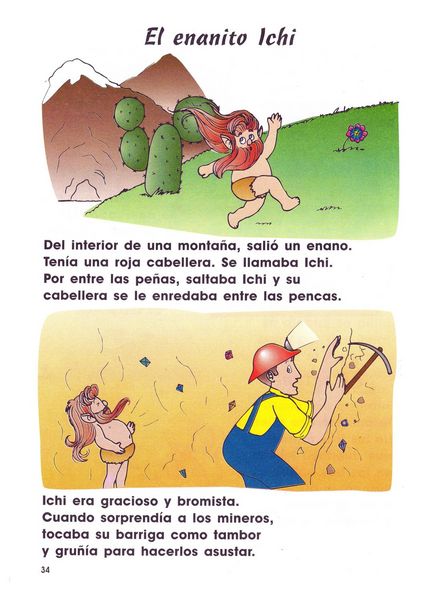 El enanito Ichi
Del interior de una montaña, salió un enano.
Tenía una roja cabellera. Se llamaba Ichi.
Por entre las peñas, saltaba Ichi y su
cabellera se le enredaba entre las pencas.
Ichi era gracioso y bromista.
Cuando sorprendía a los mineros,
tocaba su barriga como tambor
y gruñía para hacerlos asustar.
34